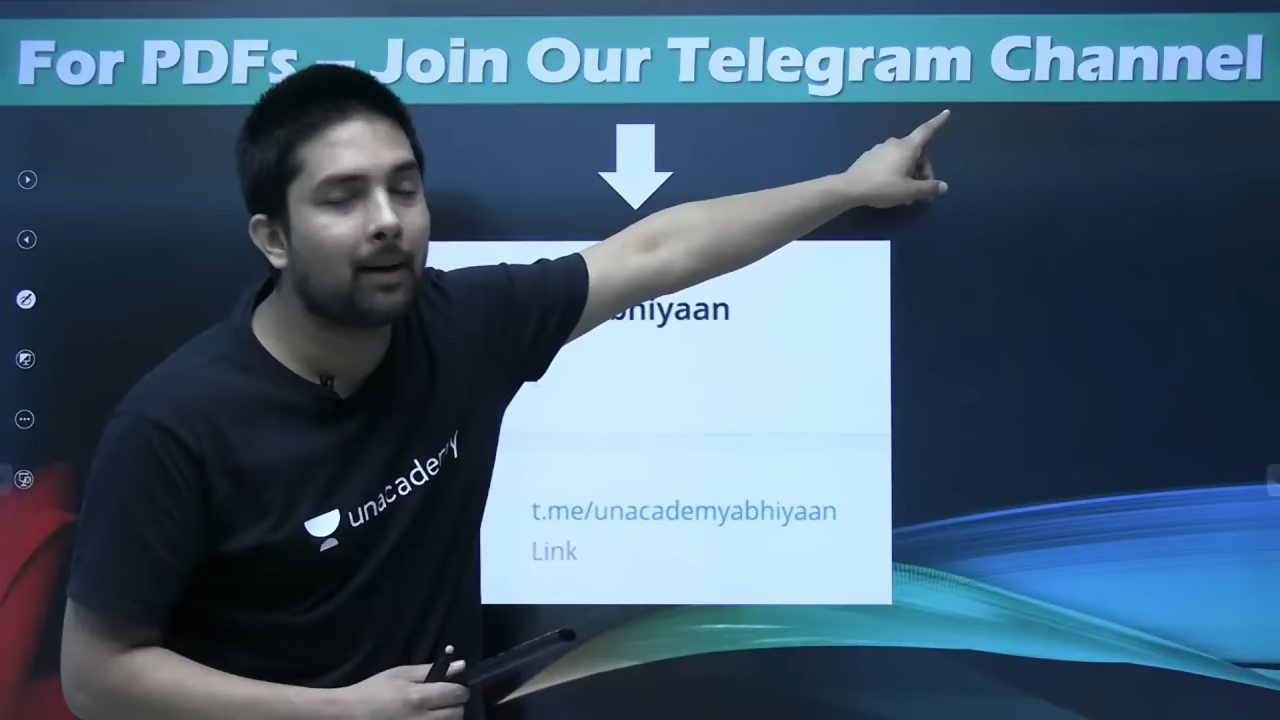 For PDFs – Join Our Telegram Channel
bhiyaan
t.me/unacademyabhiyaan
Link
unacademy